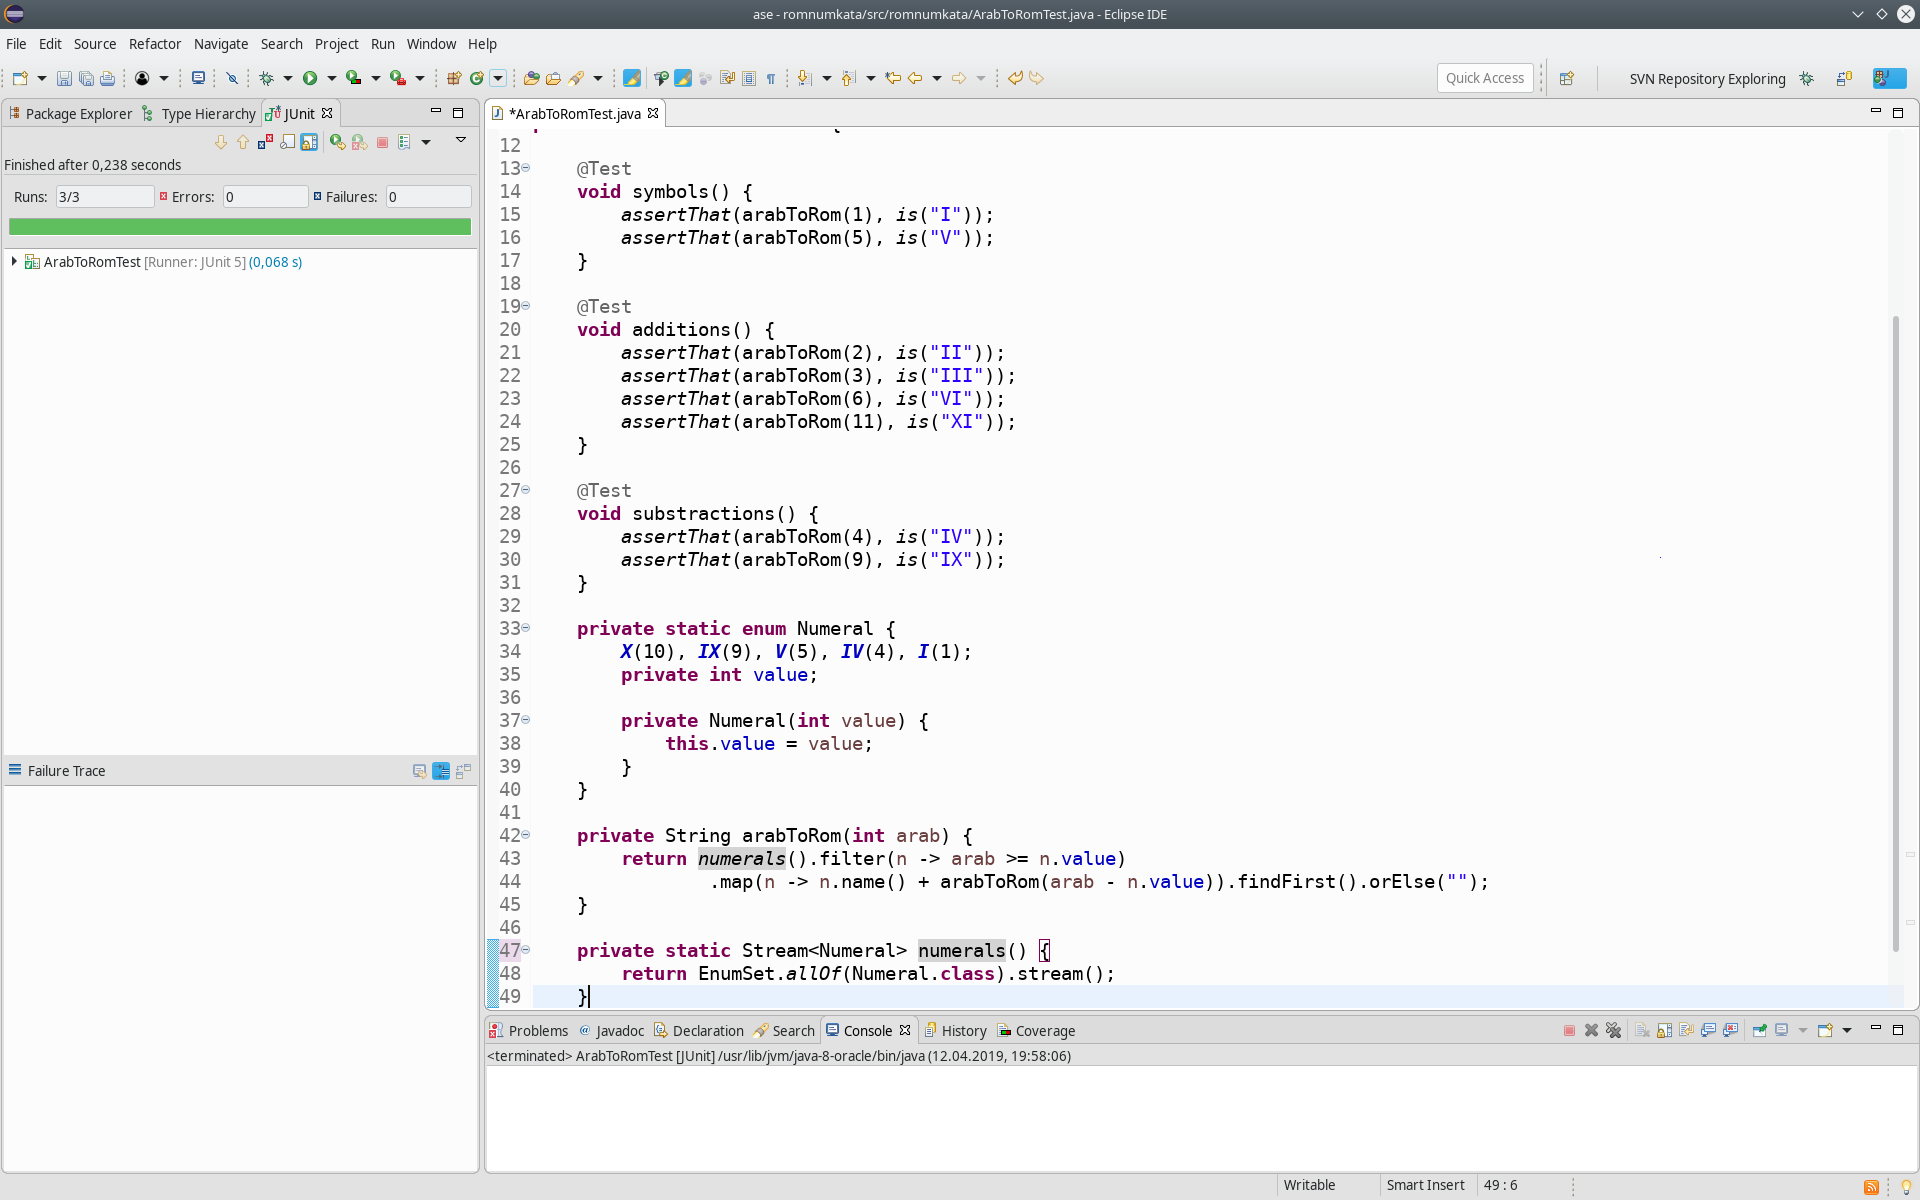 ase - romnumkata/src/romnumkata/ArabToRomTest.java - Eclipse IDE
File Edit Source Refactor Navigate Search Project Run Window Help
Quick Access
SVN Repository Exploring
Package Explorer Type Hierarchy JUnit
Finished after 0,238 seconds
Runs: 3/3 Errors: 0 Failures: 0
ArabToRomTest [Runner: JUnit 5] (0,068 s)
Failure Trace
*ArabToRomTest.java
12
13 @Test
14 void symbols() {
15 assertThat(arabToRom(1), is("I"));
16 assertThat(arabToRom(5), is("V"));
17 }
18
19 @Test
20 void additions() {
21 assertThat(arabToRom(2), is("II"));
22 assertThat(arabToRom(3), is("III"));
23 assertThat(arabToRom(6), is("VI"));
24 assertThat(arabToRom(11), is("XI"));
25 }
26
27 @Test
28 void substractions() {
29 assertThat(arabToRom(4), is("IV"));
30 assertThat(arabToRom(9), is("IX"));
31 }
32
33 private static enum Numeral {
34 X(10), IX(9), V(5), IV(4), I(1);
35 private int value;
36
37 private Numeral(int value) {
38 this.value = value;
39 }
40 }
41
42 private String arabToRom(int arab) {
43 return numerals().filter(n -> arab >= n.value)
44 .map(n -> n.name() + arabToRom(arab - n.value)).findFirst().orElse("");
45 }
46
47 private static Stream<Numeral> numerals() {
48 return EnumSet.allOf(Numeral.class).stream();
49 }
Problems Javadoc Declaration Search Console History Coverage
<terminated> ArabToRomTest [JUnit] /usr/lib/jvm/java-8-oracle/bin/java (12.04.2019, 19:58:06)
Writable Smart Insert 49 : 6